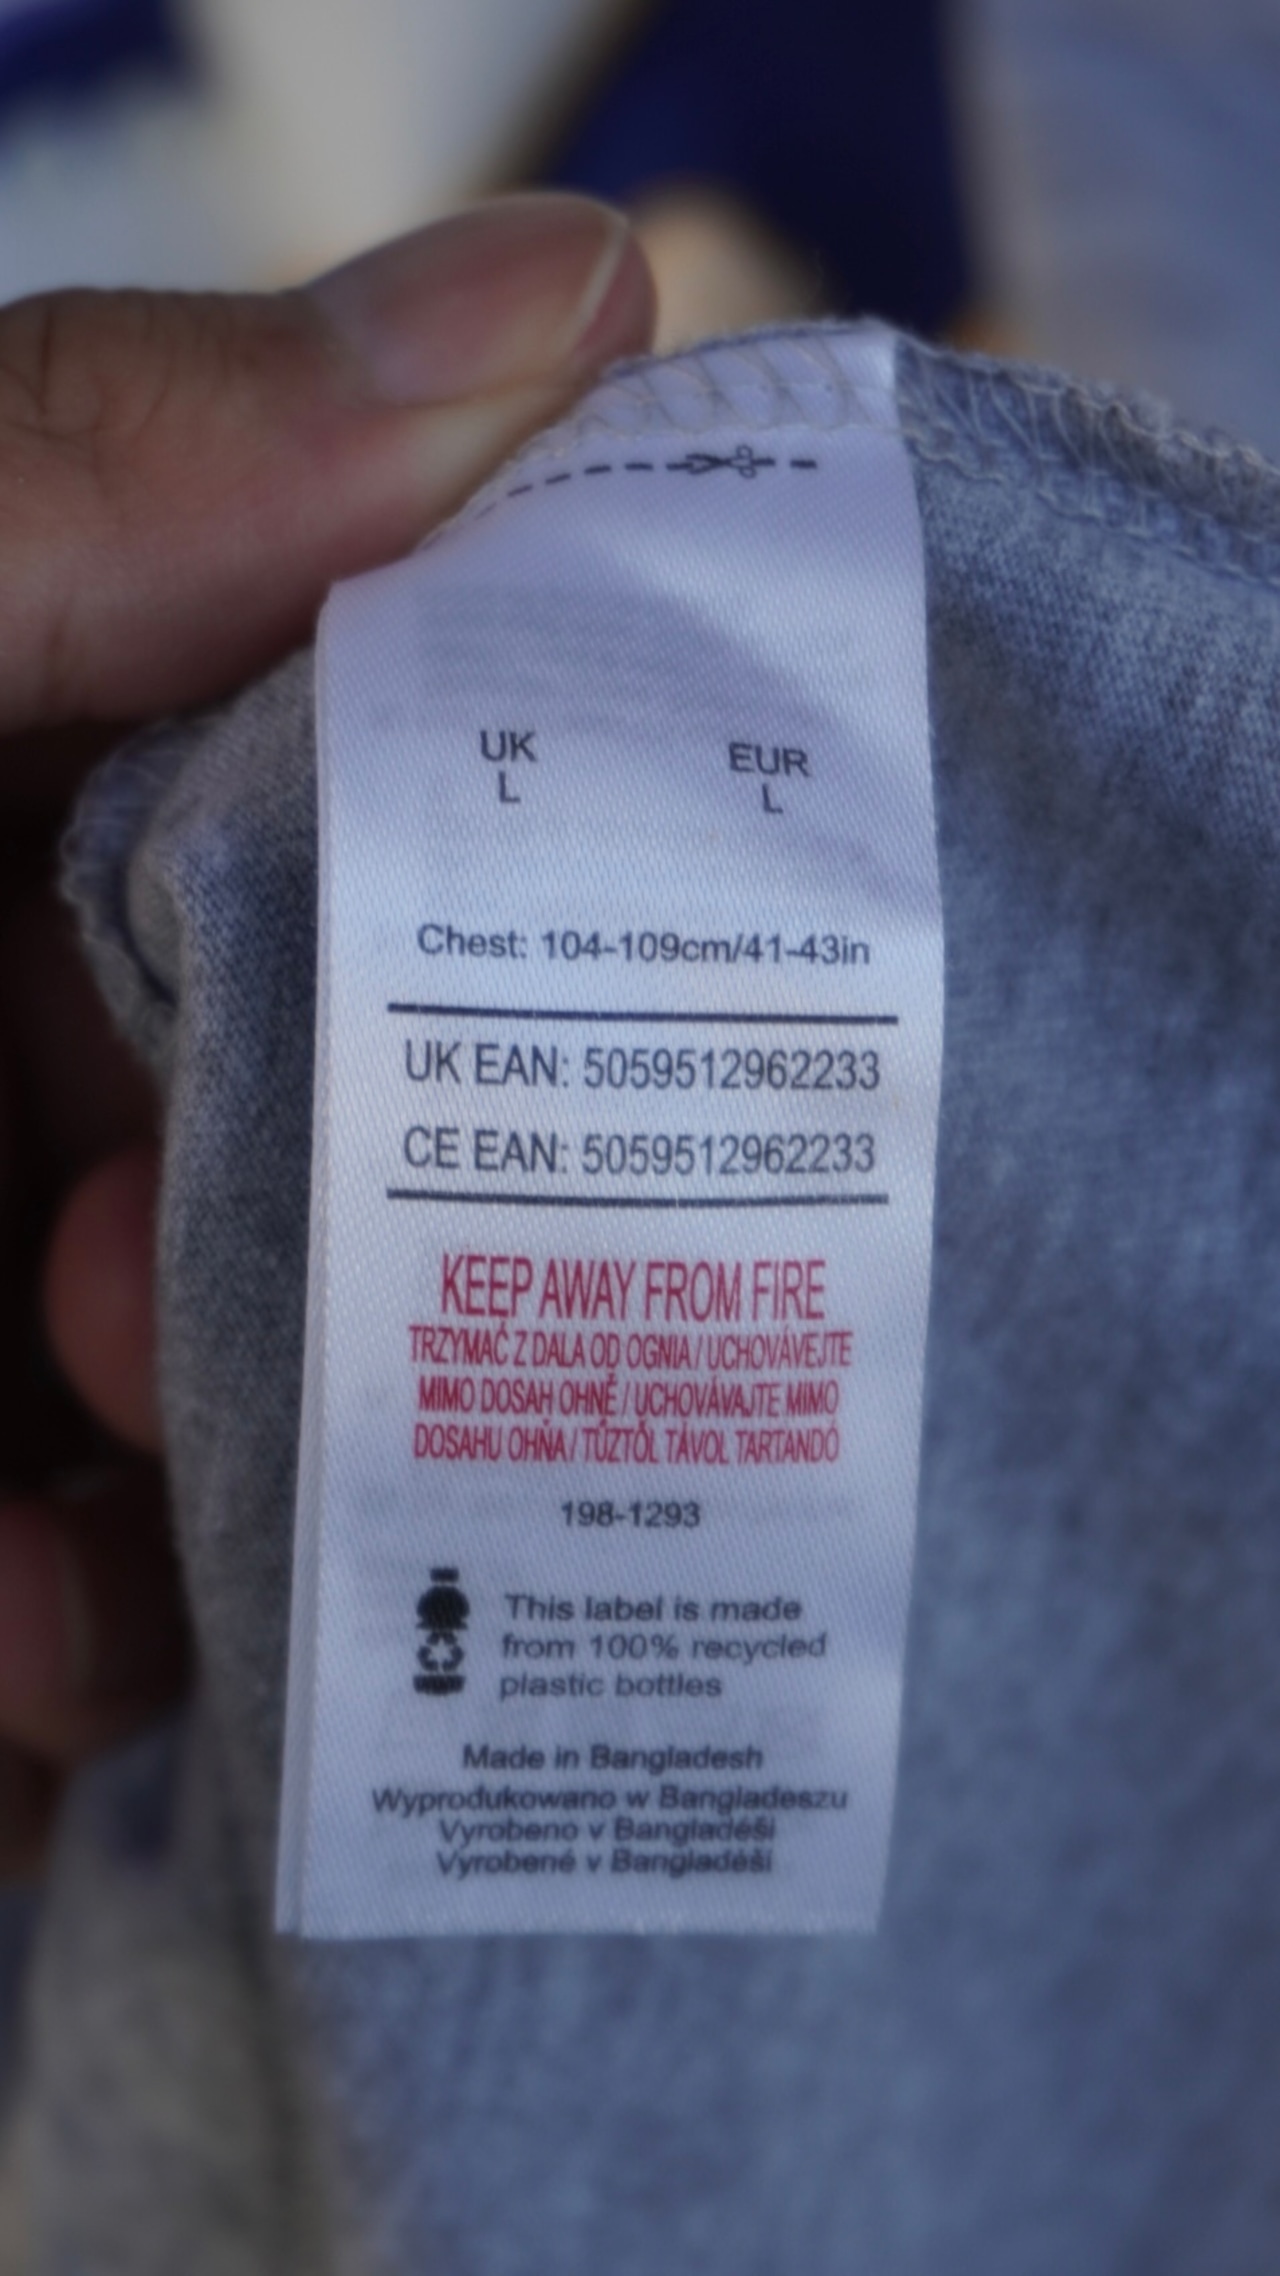 UK EUR
L L
Chest: 104-109cm/41-43in
UK EAN: 5059512962233
CE EAN: 5059512962233
KEEP AWAY FROM FIRE
TRZYMAĆ Z DALA OD OGNIA / UCHOVÁVEJTE
MIMO DOSAH OHNĚ / UCHOVÁVAJTE MIMO
DOSAHU OHŇA / TŰZTŐL TÁVOL TARTANDÓ
198-1293
This label is made
from 100% recycled
plastic bottles
Made in Bangladesh
Wyprodukowano w Bangladeszu
Vyrobeno v Bangladéši
Vyrobené v Bangladéši